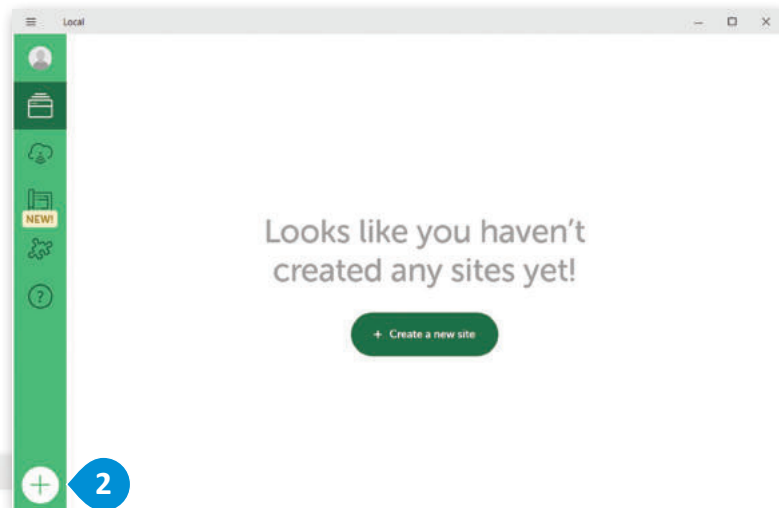 Local
NEW!
Looks like you haven't
created any sites yet!
+ Create a new site
2